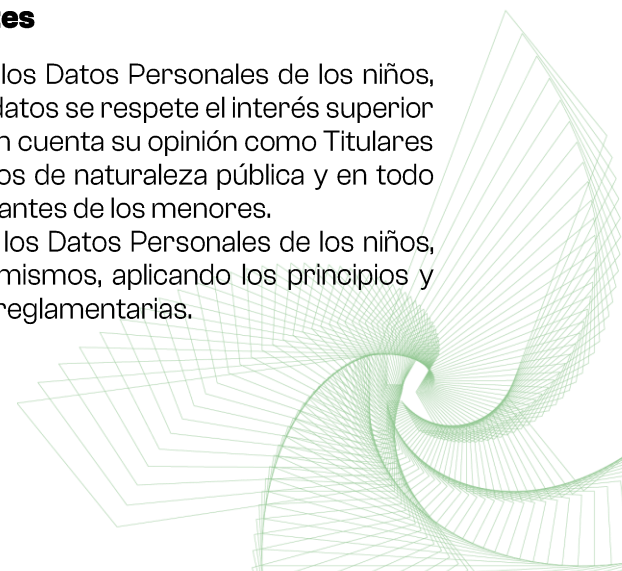 tes
los Datos Personales de los niños,
datos se respete el interés superior
n cuenta su opinión como Titulares
os de naturaleza pública y en todo
antes de los menores.
los Datos Personales de los niños,
mismos, aplicando los principios y
reglamentarias.